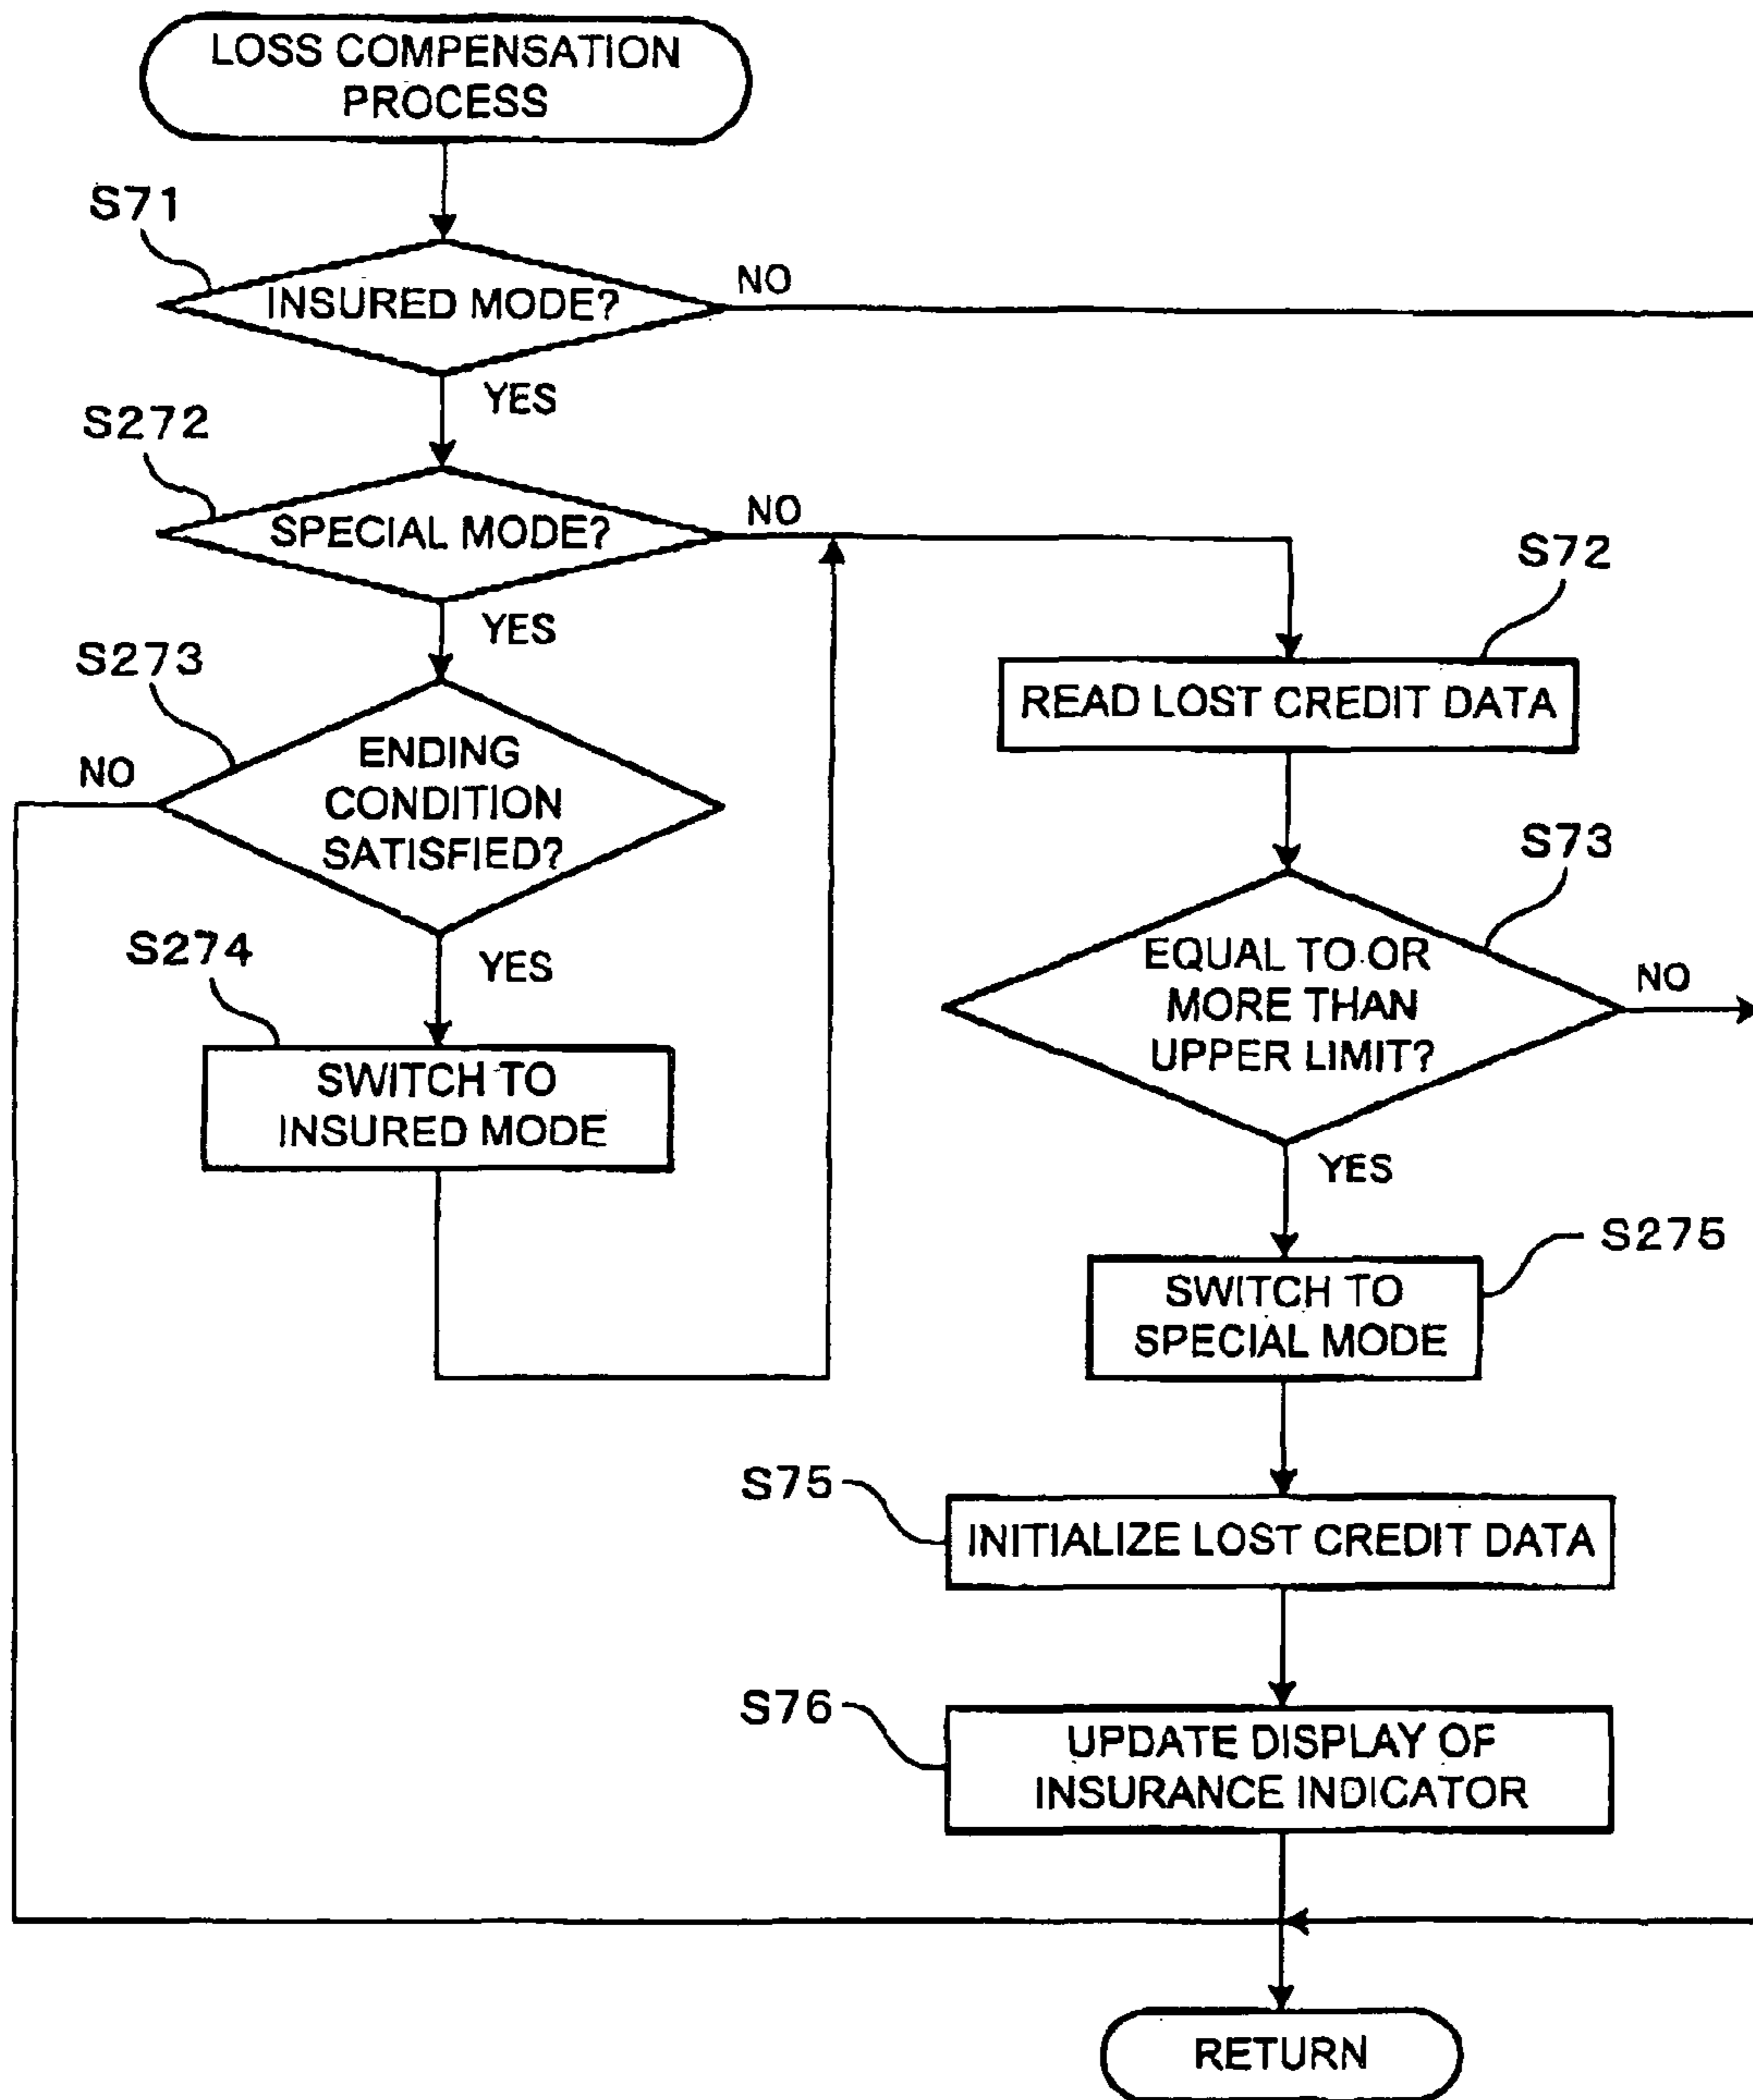 LOSS COMPENSATION
PROCESS
S71
INSURED MODE?
NO
YES
S272
SPECIAL MODE?
NO
YES
S273
ENDING
CONDITION
SATISFIED?
NO
YES
S274
SWITCH TO
INSURED MODE
S72
READ LOST CREDIT DATA
S73
EQUAL TO OR
MORE THAN
UPPER LIMIT?
NO
YES
S275
SWITCH TO
SPECIAL MODE
S75
INITIALIZE LOST CREDIT DATA
S76
UPDATE DISPLAY OF
INSURANCE INDICATOR
RETURN